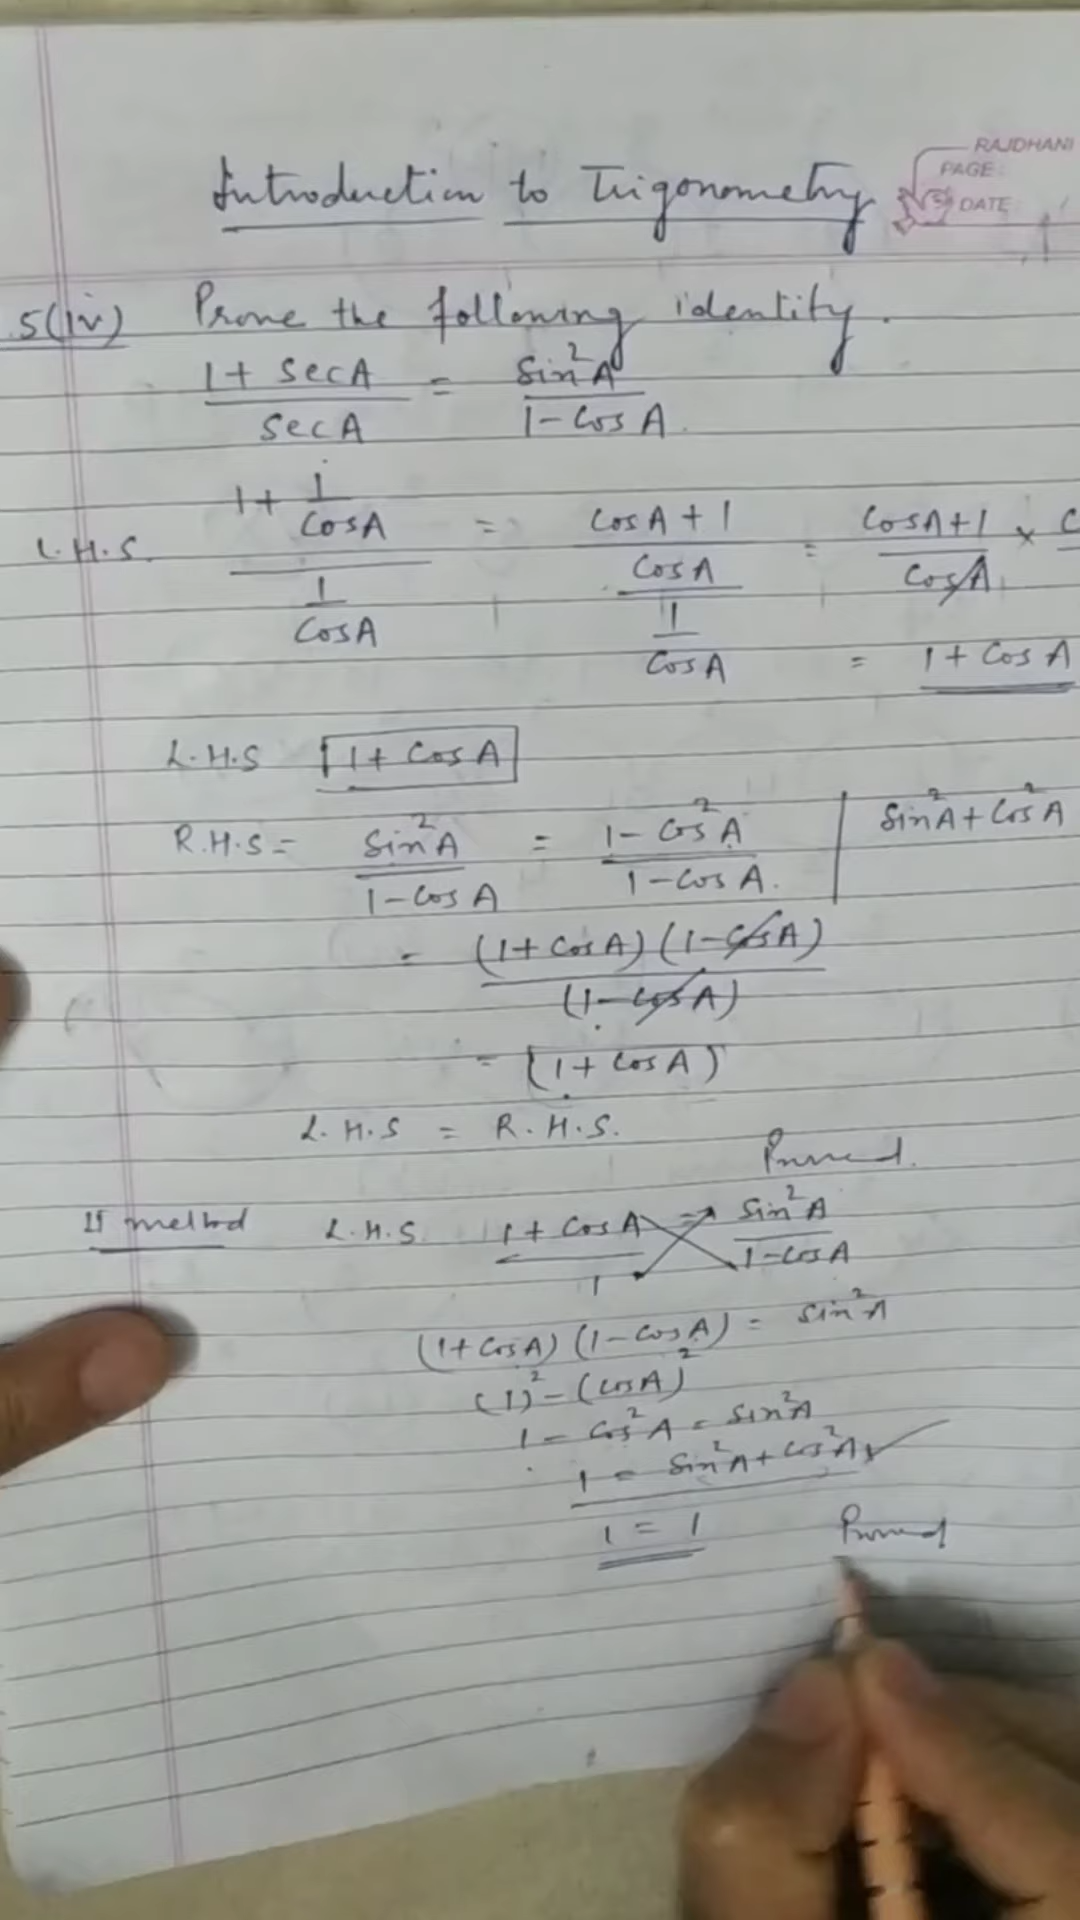 Introduction to Trigonometry
RAJDHANI
PAGE:
DATE:
5(iv) Prove the following identity.
1 + secA / secA = sin²A / 1 - cosA.
L.H.S. 1 + 1/cosA / 1/cosA = cosA + 1 / cosA / 1/cosA = cosA+1 / cosA ×
= 1 + cosA
L.H.S 1 + cosA
R.H.S = sin²A / 1 - cosA = 1 - cos²A / 1 - cosA. | sin²A + cos²A
= (1 + cosA) (1 - cosA) / (1 - cosA)
= (1 + cosA)
L.H.S = R.H.S.
Proved.
II method L.H.S. 1 + cosA / 1 = sin²A / 1 - cosA
(1 + cosA) (1 - cosA) = sin²A
(1)² - (cosA)²
1 - cos²A = sin²A
1 = sin²A + cos²A
1 = 1 Proved